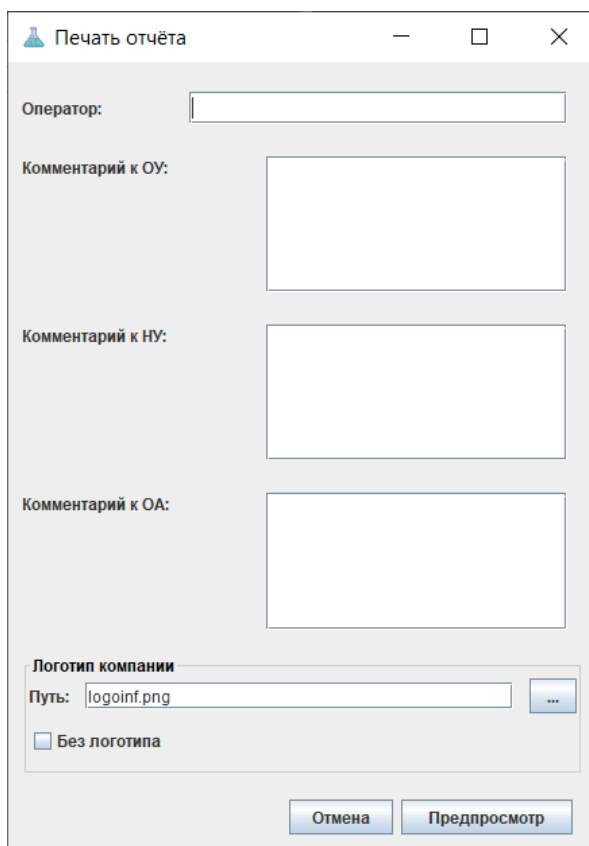 Печать отчёта
Оператор:
Комментарий к ОУ:
Комментарий к НУ:
Комментарий к ОА:
Логотип компании
Путь: logoinf.png ...
Без логотипа
Отмена Предпросмотр